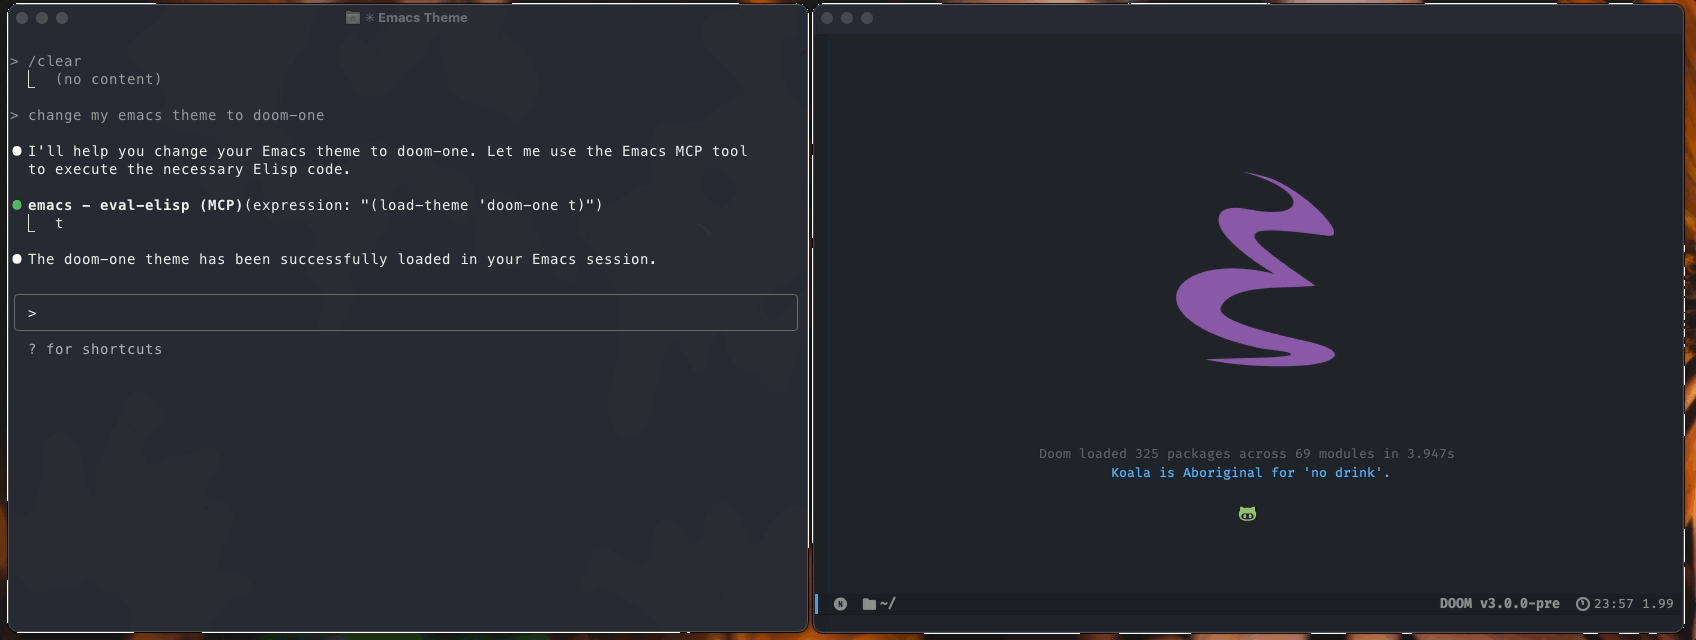 ✳ Emacs Theme
> /clear
(no content)
> change my emacs theme to doom-one
I'll help you change your Emacs theme to doom-one. Let me use the Emacs MCP tool
to execute the necessary Elisp code.
emacs - eval-elisp (MCP)(expression: "(load-theme 'doom-one t)")
t
The doom-one theme has been successfully loaded in your Emacs session.
>
? for shortcuts
Doom loaded 325 packages across 69 modules in 3.947s
Koala is Aboriginal for 'no drink'.
N ~/
DOOM v3.0.0-pre 23:57 1.99